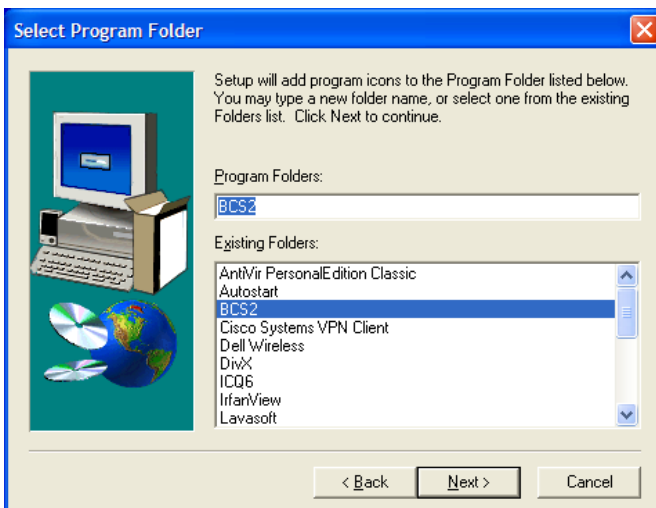 Select Program Folder
Setup will add program icons to the Program Folder listed below.
You may type a new folder name, or select one from the existing
Folders list. Click Next to continue.
Program Folders:
BCS2
Existing Folders:
AntiVir PersonalEdition Classic
Autostart
BCS2
Cisco Systems VPN Client
Dell Wireless
DivX
ICQ6
IrfanView
Lavasoft
< Back
Next >
Cancel